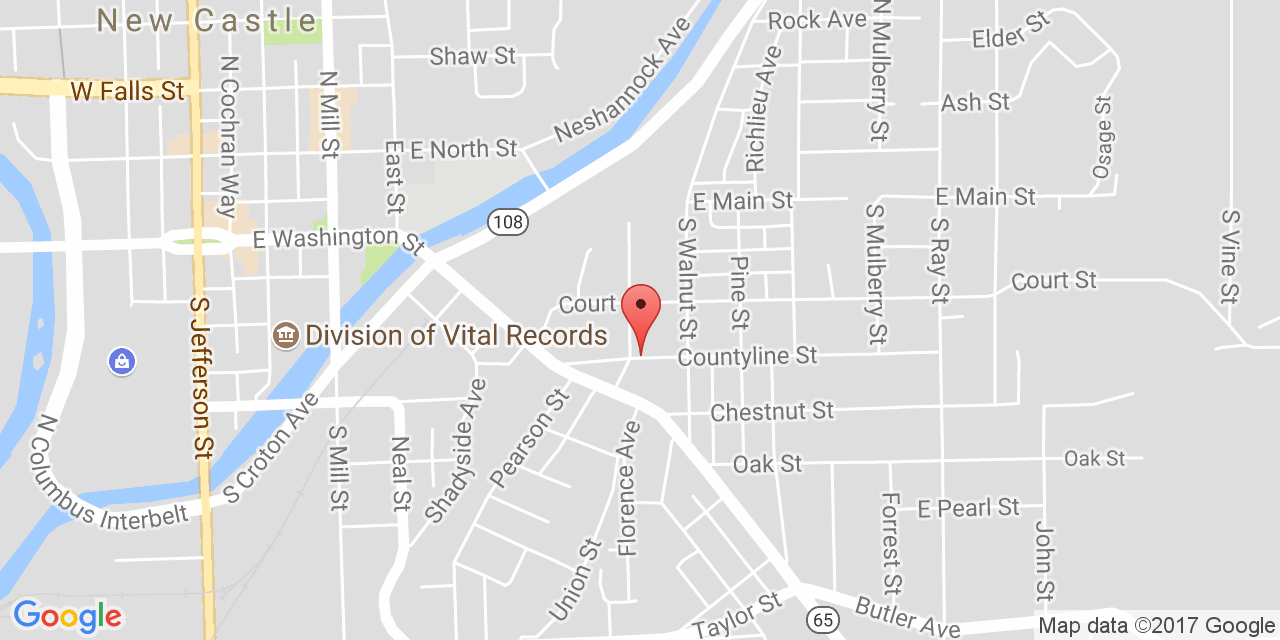 New Castle
Rock Ave
N Mulberry St
Elder St
Shaw St
Neshannock Ave
W Falls St
N Cochran Way
N Mill St
Richlieu Ave
Ash St
Osage St
East St
E North St
E Main St
E Main St
108
E Washington St
S Walnut St
Pine St
S Mulberry St
S Ray St
S Vine St
Court St
Court
S Jefferson St
Division of Vital Records
Countyline St
Chestnut St
N Columbus Interbelt
S Croton Ave
S Mill St
Neal St
Shadyside Ave
Pearson St
Florence Ave
Oak St
Oak St
Forrest St
E Pearl St
John St
Union St
Taylor St
65
Butler Ave
Google
Map data ©2017 Google